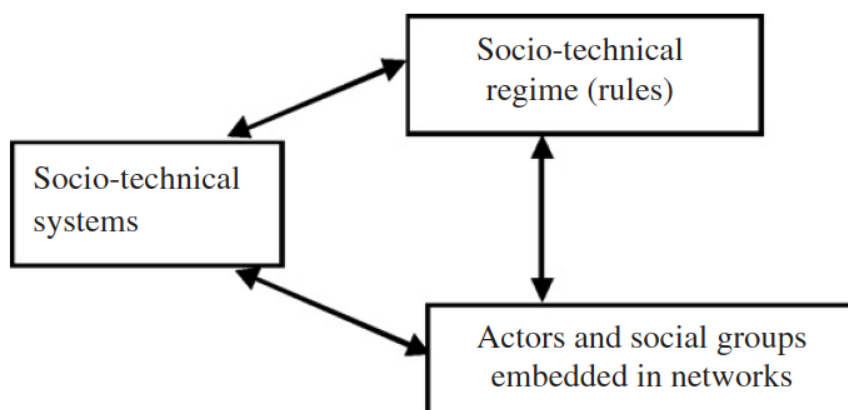 Socio-technical
regime (rules)
Socio-technical
systems
Actors and social groups
embedded in networks